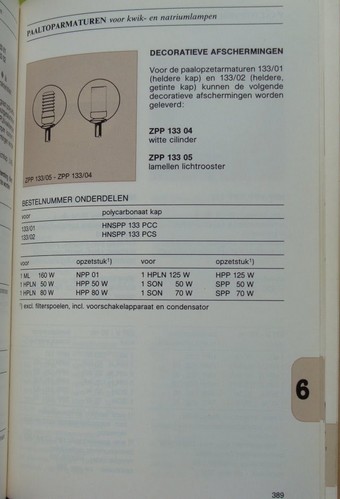 PAALTOPARMATUREN voor kwik- en natriumlampen
DECORATIEVE AFSCHERMINGEN
Voor de paalopzetarmaturen 133/01
(heldere kap) en 133/02 (heldere,
getinte kap) kunnen de volgende
decoratieve afschermingen worden
geleverd:
ZPP 133 04
witte cilinder
ZPP 133 05
lamellen lichtrooster
ZPP 133/05 - ZPP 133/04
BESTELNUMMER ONDERDELEN
voor polycarbonaat kap
133/01 HNSPP 133 PCC
133/02 HNSPP 133 PCS
voor opzetstuk¹) voor opzetstuk¹)
1 ML 160 W NPP 01 1 HPLN 125 W HPP 125 W
1 HPLN 50 W HPP 50 W 1 SON 50 W SPP 50 W
1 HPLN 80 W HPP 80 W 1 SON 70 W SPP 70 W
¹) excl. filterspoelen, incl. voorschakelapparaat en condensator
6
389